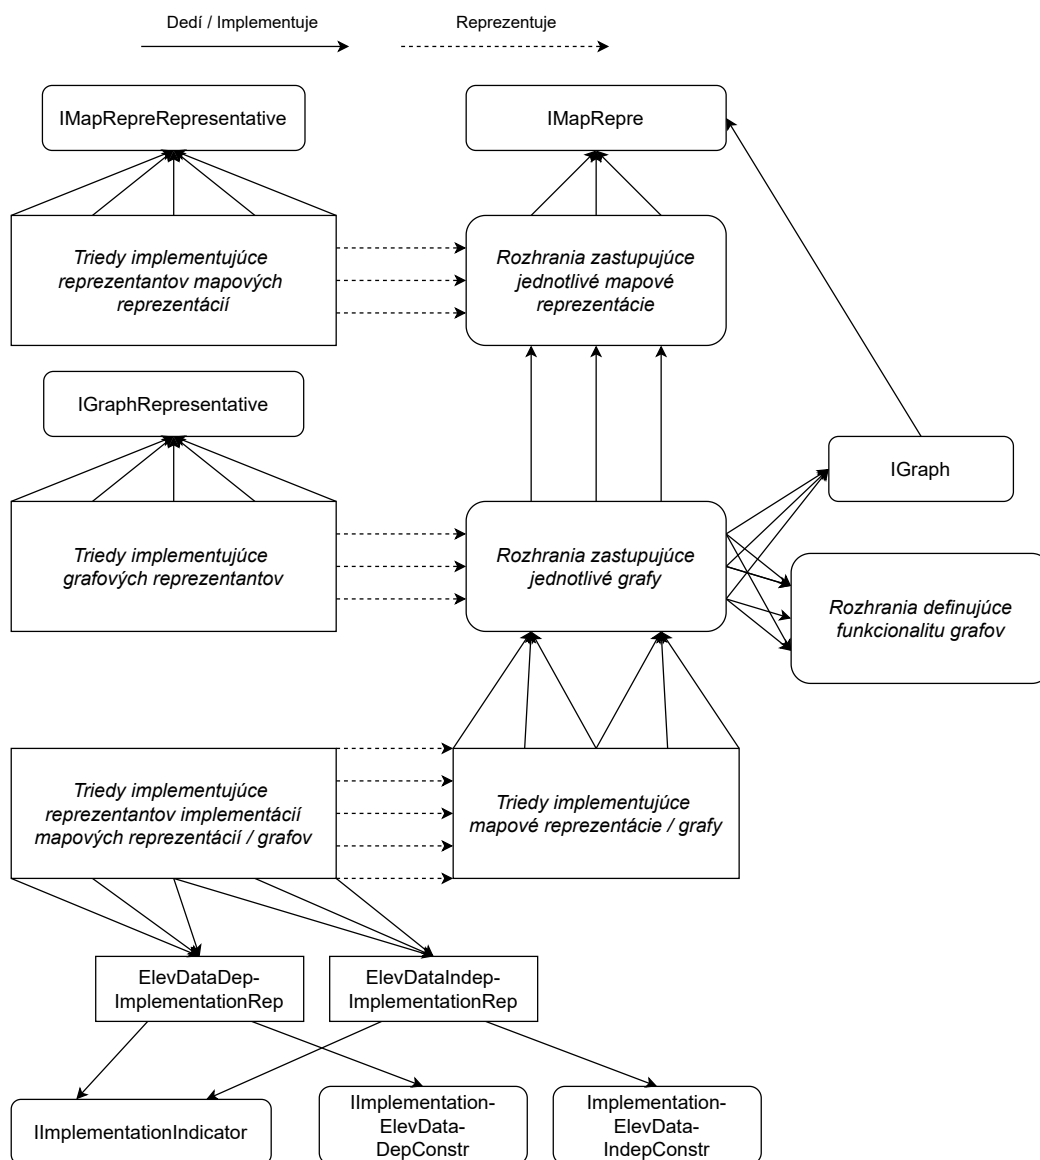 Dedí / Implementuje
Reprezentuje
IMapRepreRepresentative
IMapRepre
Triedy implementujúce
reprezentantov mapových
reprezentácií
Rozhrania zastupujúce
jednotlivé mapové
reprezentácie
IGraphRepresentative
IGraph
Triedy implementujúce
grafových reprezentantov
Rozhrania zastupujúce
jednotlivé grafy
Rozhrania definujúce
funkcionalitu grafov
Triedy implementujúce
reprezentantov implementácií
mapových reprezentácií / grafov
Triedy implementujúce
mapové reprezentácie / grafy
ElevDataDep-
ImplementationRep
ElevDataIndep-
ImplementationRep
IImplementationIndicator
IImplementation-
ElevData-
DepConstr
Implementation-
ElevData-
IndepConstr